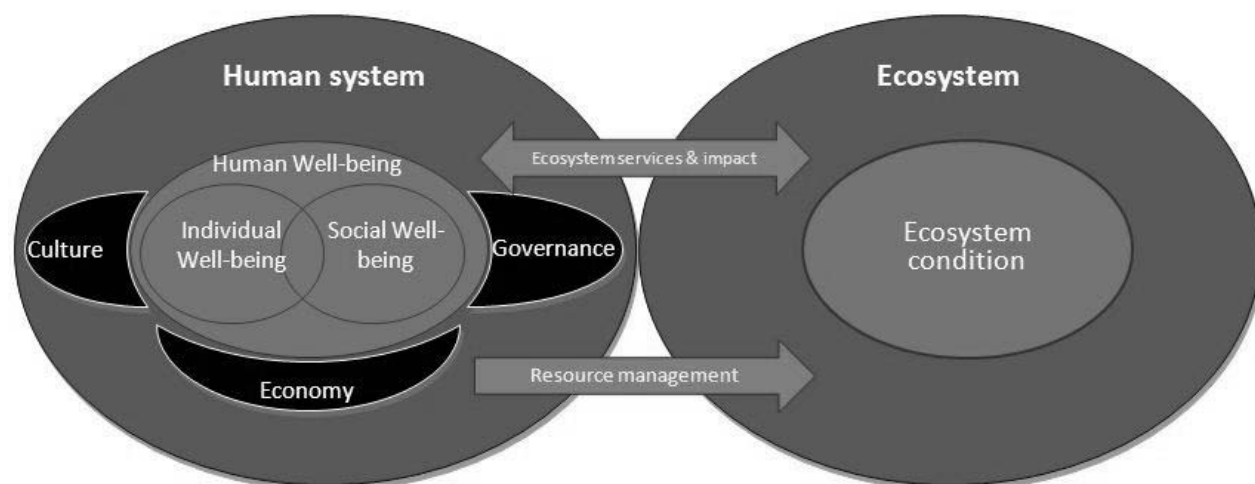 Human system
Ecosystem
Ecosystem services & impact
Human Well-being
Culture
Individual
Well-being
Social Well-
being
Governance
Ecosystem
condition
Economy
Resource management